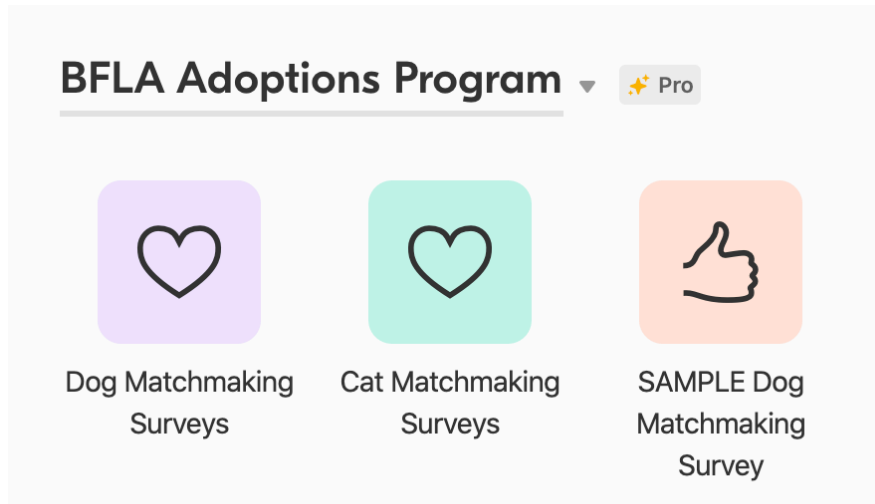 BFLA Adoptions Program
Pro
Dog Matchmaking
Surveys
Cat Matchmaking
Surveys
SAMPLE Dog
Matchmaking
Survey